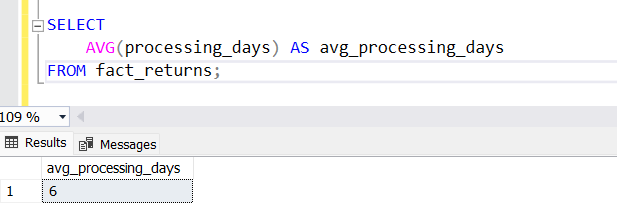 SELECT
AVG(processing_days) AS avg_processing_days
FROM fact_returns;
109 %
Results Messages
avg_processing_days
1 6